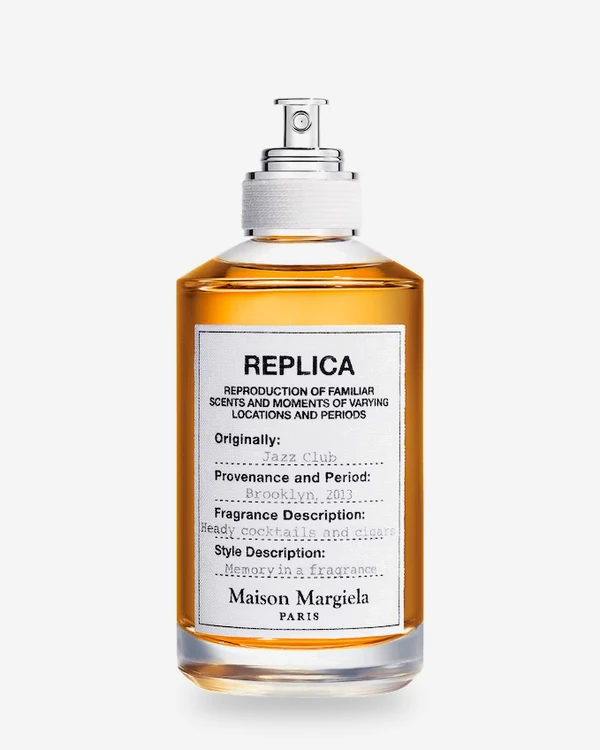 REPLICA
REPRODUCTION OF FAMILIAR
SCENTS AND MOMENTS OF VARYING
LOCATIONS AND PERIODS
Originally:
Jazz Club
Provenance and Period:
Brooklyn, 2013
Fragrance Description:
Heady cocktails and cigars
Style Description:
Memory in a fragrance
Maison Margiela
PARIS